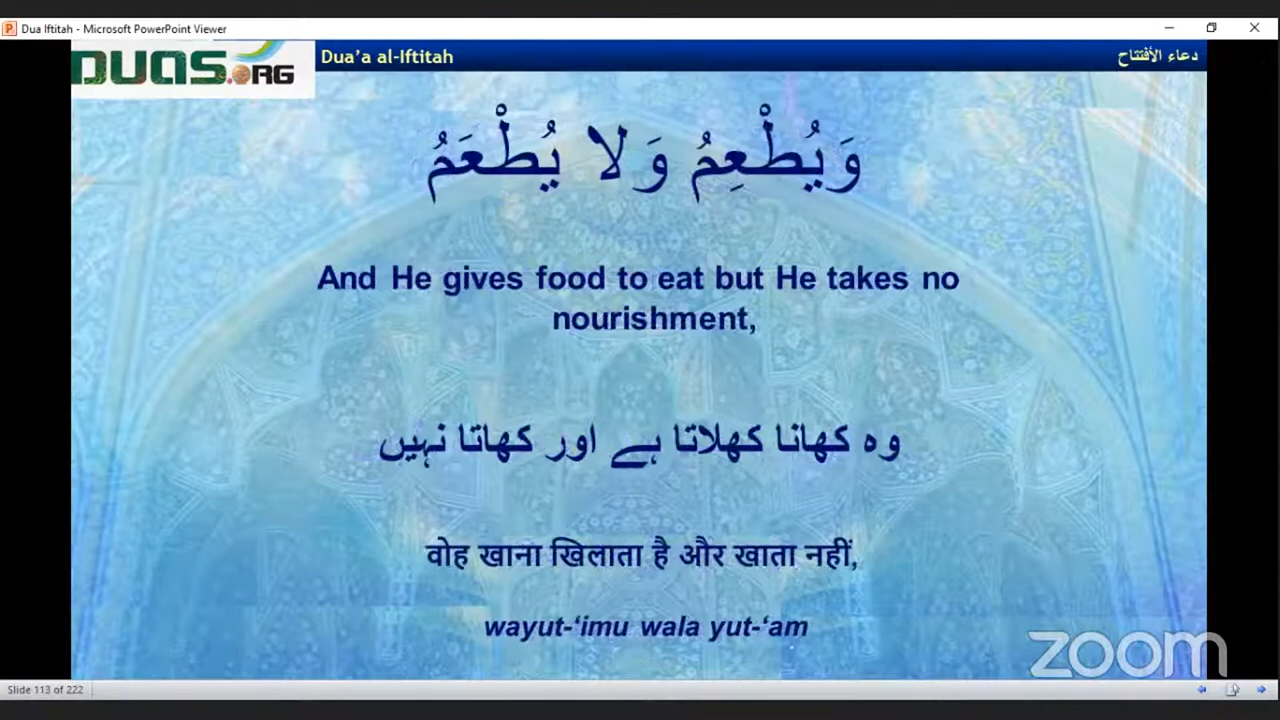 Dua Iftitah - Microsoft PowerPoint Viewer
DUAS.ORG
Dua’a al-Iftitah
دعاء الأفتتاح
وَيُطْعِمُ وَلا يُطْعَمُ
And He gives food to eat but He takes no
nourishment,
وہ کھانا کھلاتا ہے اور کھاتا نہیں
वोह खाना खिलाता है और खाता नहीं,
wayut-‘imu wala yut-‘am
zoom
Slide 113 of 222